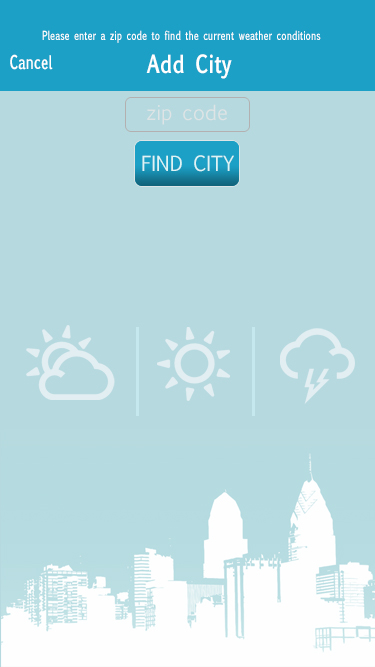 Please enter a zip code to find the current weather conditions
Cancel
Add City
zip code
FIND CITY